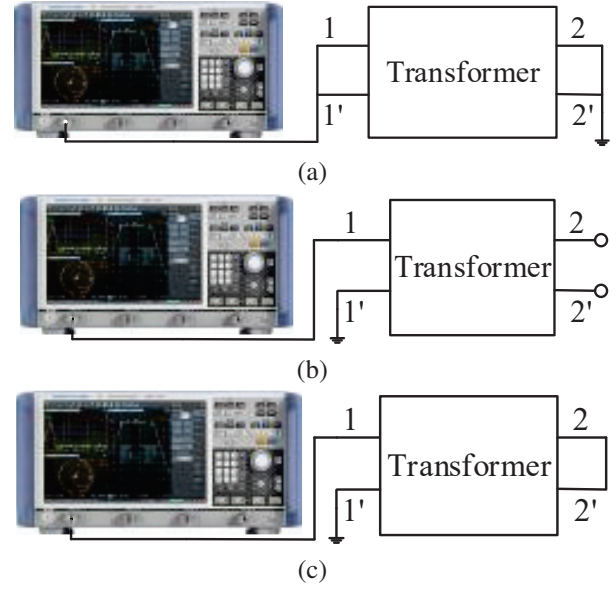 1
2
Transformer
1'
2'
(a)
1
2
Transformer
1'
2'
(b)
1
2
Transformer
1'
2'
(c)